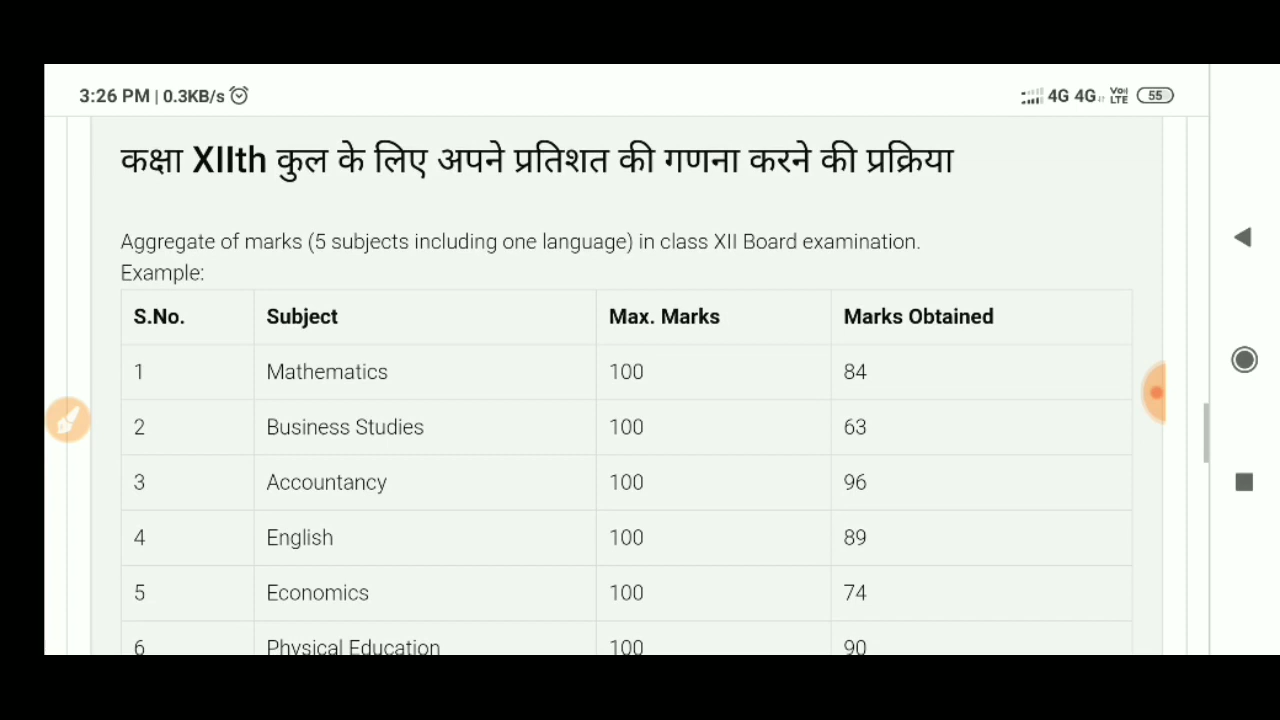 3:26 PM | 0.3KB/s 4G 4G Vo)) LTE 55
कक्षा XIIth कुल के लिए अपने प्रतिशत की गणना करने की प्रक्रिया
Aggregate of marks (5 subjects including one language) in class XII Board examination.
Example:
S.No. Subject Max. Marks Marks Obtained
1 Mathematics 100 84
2 Business Studies 100 63
3 Accountancy 100 96
4 English 100 89
5 Economics 100 74
6 Physical Education 100 90